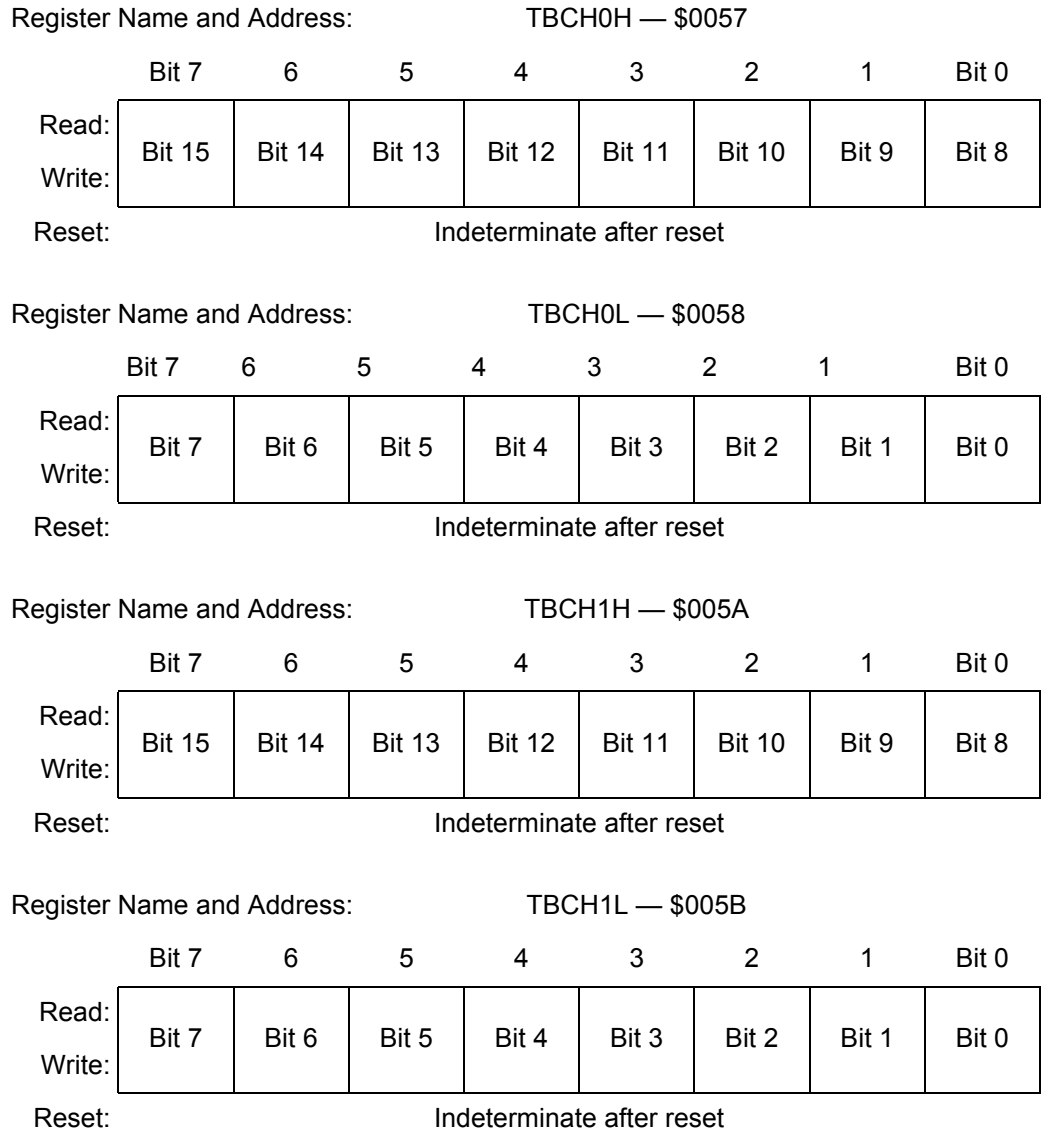 Register Name and Address: TBCH0H — $0057
Bit 7 6 5 4 3 2 1 Bit 0
Read:
Bit 15 Bit 14 Bit 13 Bit 12 Bit 11 Bit 10 Bit 9 Bit 8
Write:
Reset: Indeterminate after reset
Register Name and Address: TBCH0L — $0058
Bit 7 6 5 4 3 2 1 Bit 0
Read:
Bit 7 Bit 6 Bit 5 Bit 4 Bit 3 Bit 2 Bit 1 Bit 0
Write:
Reset: Indeterminate after reset
Register Name and Address: TBCH1H — $005A
Bit 7 6 5 4 3 2 1 Bit 0
Read:
Bit 15 Bit 14 Bit 13 Bit 12 Bit 11 Bit 10 Bit 9 Bit 8
Write:
Reset: Indeterminate after reset
Register Name and Address: TBCH1L — $005B
Bit 7 6 5 4 3 2 1 Bit 0
Read:
Bit 7 Bit 6 Bit 5 Bit 4 Bit 3 Bit 2 Bit 1 Bit 0
Write:
Reset: Indeterminate after reset